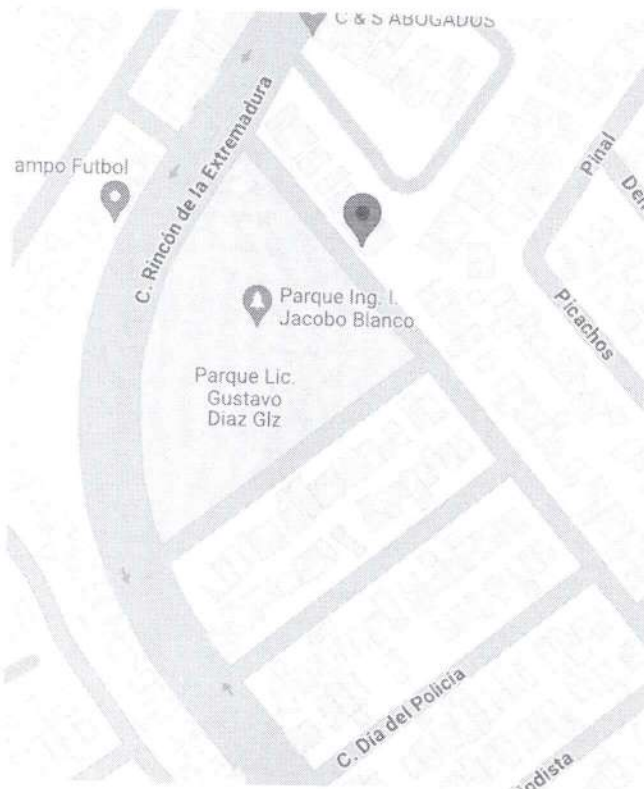 C & S ABOGADOS
C. Rincón de la Extremadura
ampo Futbol
Pinal
Picachos
Parque Ing. I.
Jacobo Blanco
Parque Lic.
Gustavo
Diaz Glz
C. Día del Policía